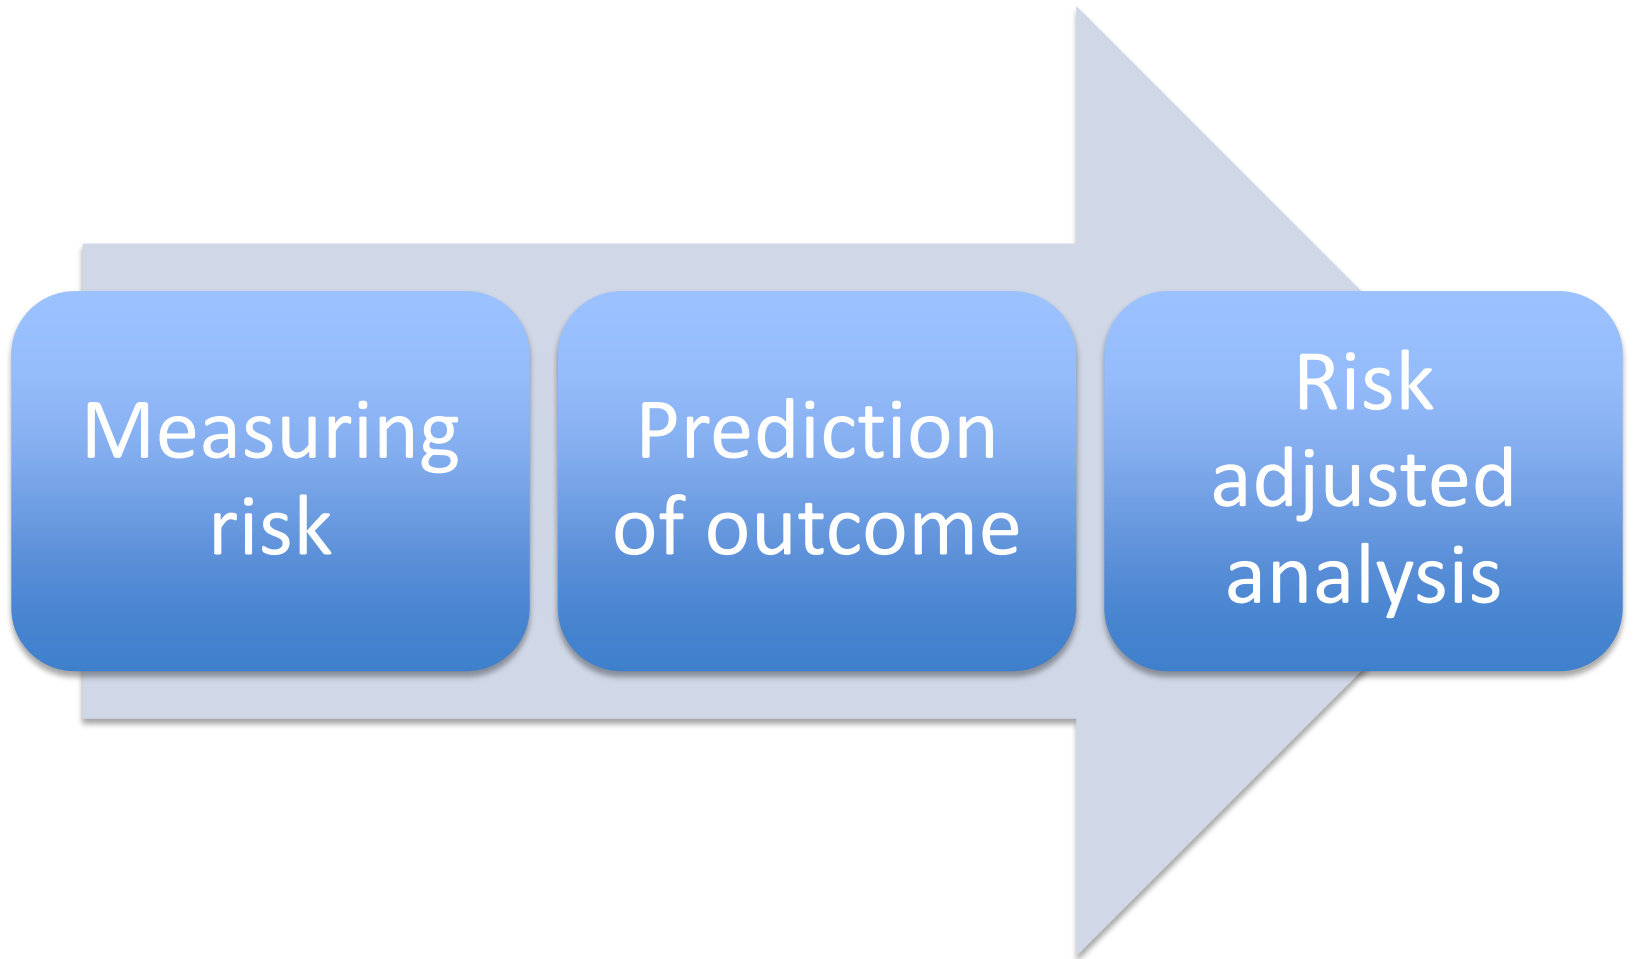 Measuring
risk
Prediction
of outcome
Risk
adjusted
analysis